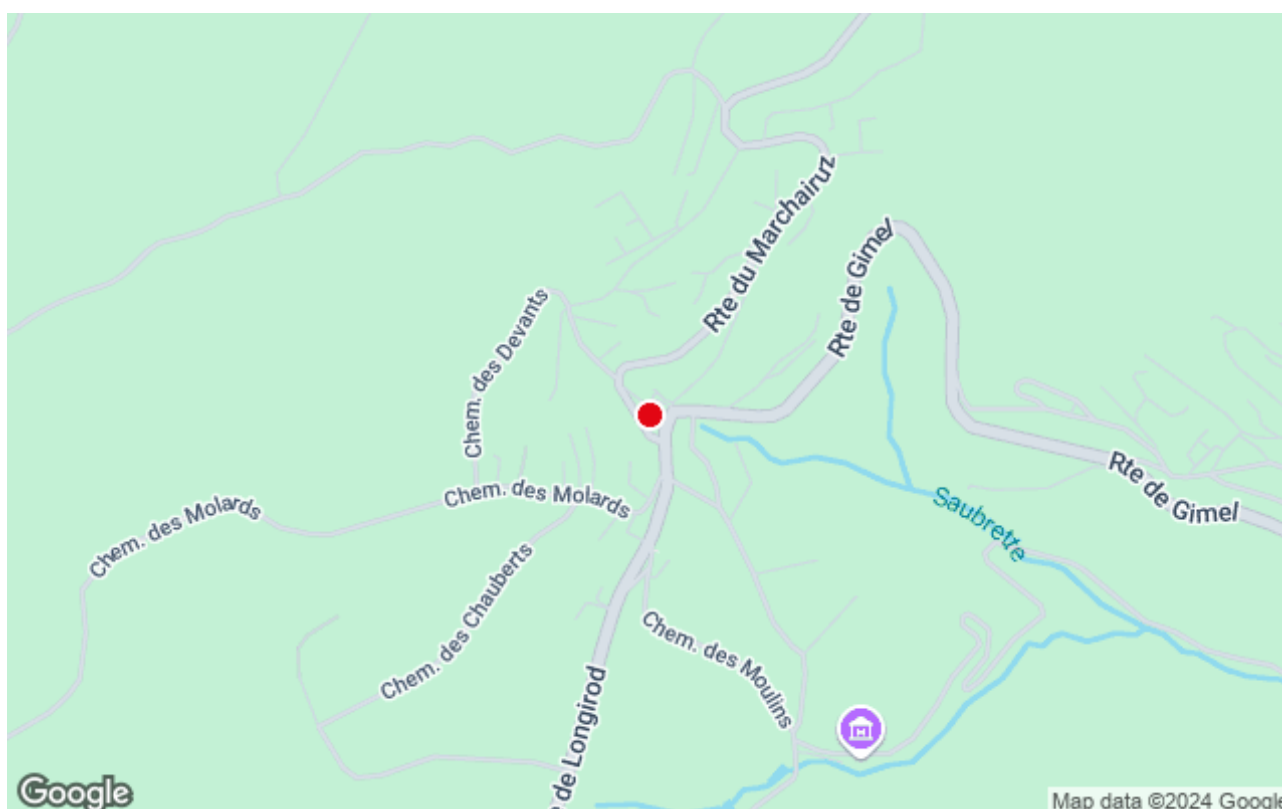 Rte du Marchairuz
Rte de Gimel
Chem. des Devants
Rte de Gimel
Chem. des Molards
Chem. des Molards
Saubrette
Chem. des Chauberts
Chem. des Moulins
de Longirod
Google
Map data ©2024 Google